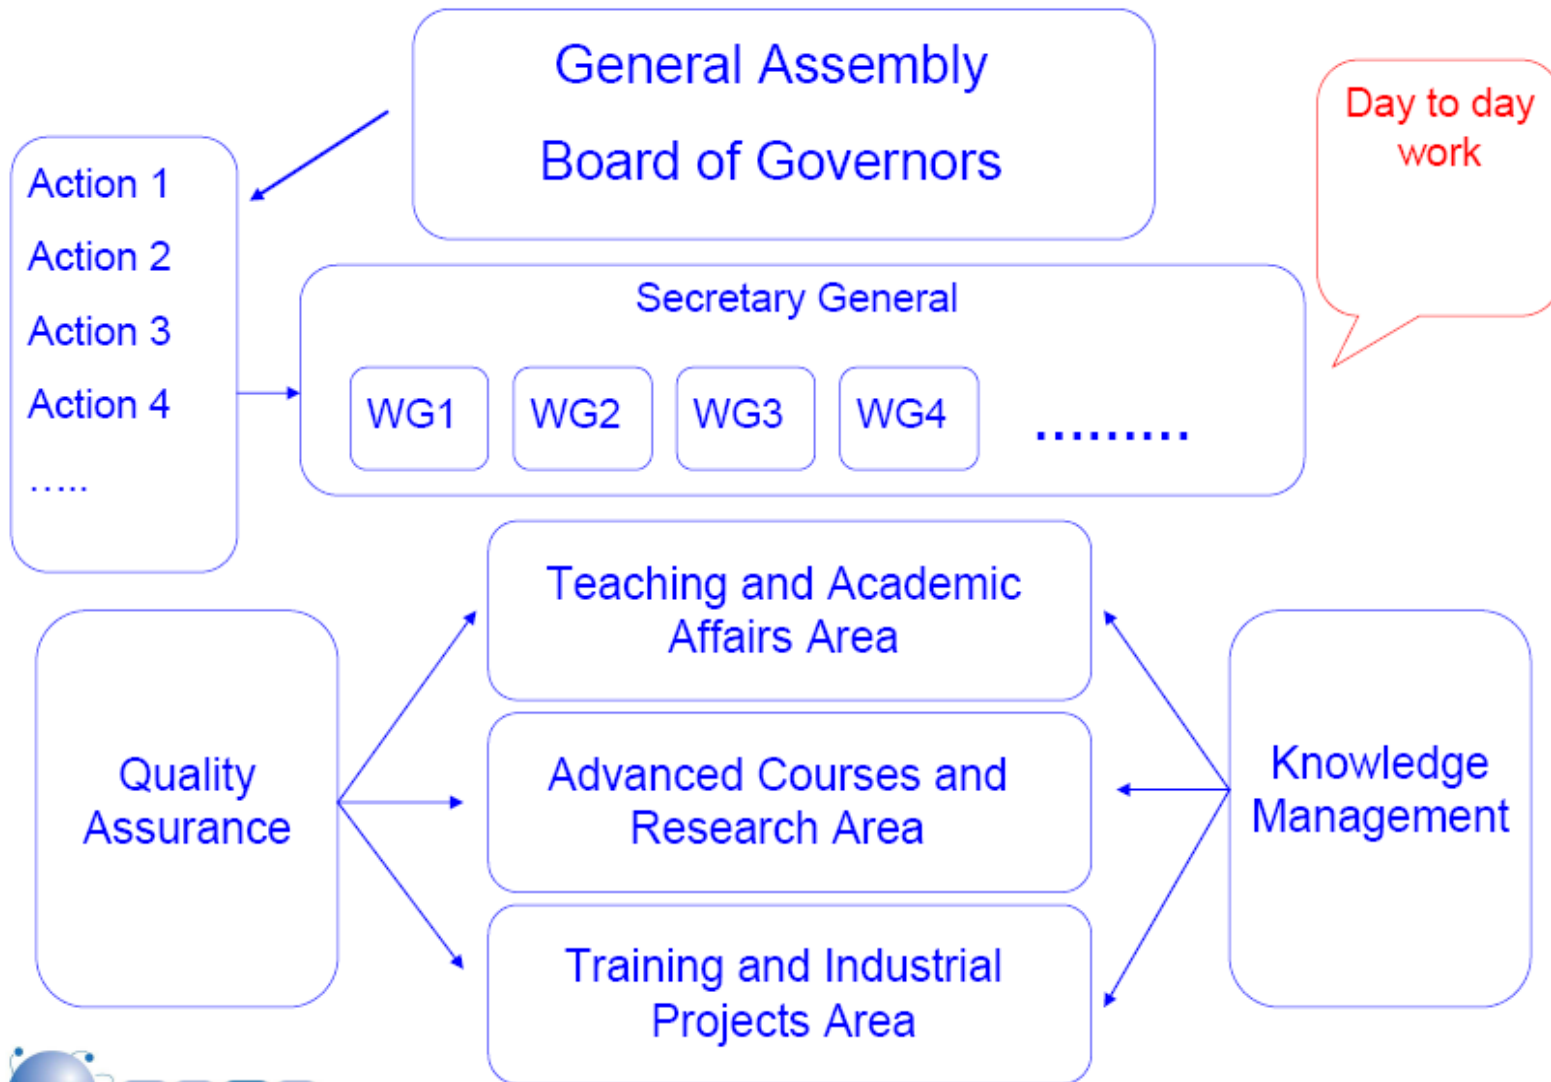 General Assembly
Board of Governors
Day to day
work
Action 1
Action 2
Action 3
Action 4
.....
Secretary General
WG1
WG2
WG3
WG4
.........
Teaching and Academic
Affairs Area
Quality
Assurance
Advanced Courses and
Research Area
Knowledge
Management
Training and Industrial
Projects Area